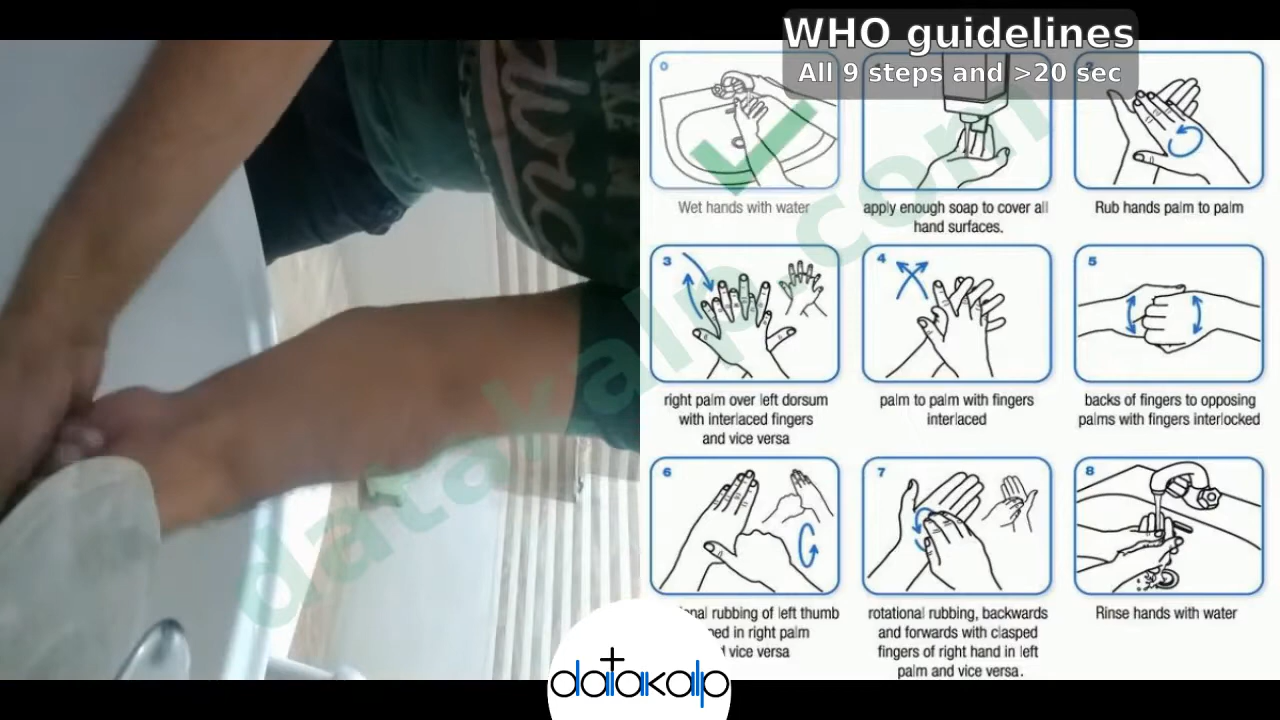 WHO guidelines
All 9 steps and >20 sec
0
Wet hands with water
apply enough soap to cover all
hand surfaces.
Rub hands palm to palm
3
right palm over left dorsum
with interlaced fingers
and vice versa
4
palm to palm with fingers
interlaced
5
backs of fingers to opposing
palms with fingers interlocked
6
rubbing of left thumb
in right palm
vice versa
7
rotational rubbing, backwards
and forwards with clasped
fingers of right hand in left
palm and vice versa.
8
Rinse hands with water
datakalp.com
datakalp